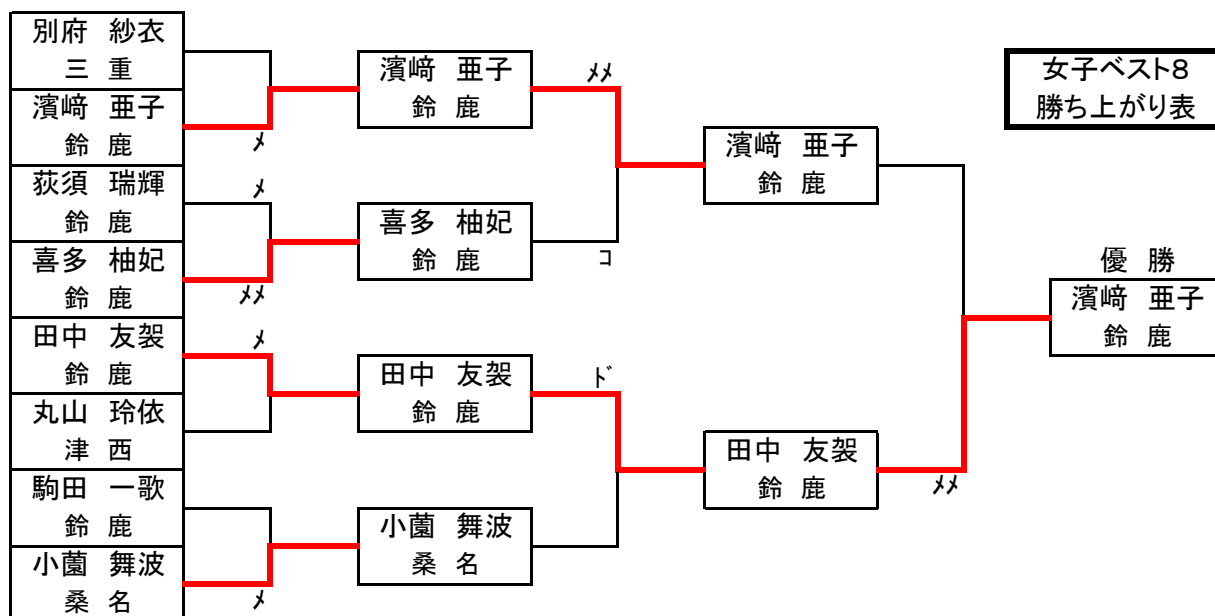 女子ベスト8
勝ち上がり表
別府 紗衣
三 重
濱﨑 亜子
鈴 鹿
荻須 瑞輝
鈴 鹿
喜多 柚妃
鈴 鹿
田中 友袈
鈴 鹿
丸山 玲依
津 西
駒田 一歌
鈴 鹿
小薗 舞波
桑 名
ﾒ
ﾒ
ﾒﾒ
ﾒ
ﾒ
濱﨑 亜子
鈴 鹿
喜多 柚妃
鈴 鹿
田中 友袈
鈴 鹿
小薗 舞波
桑 名
ﾒﾒ
ｺ
ﾄﾞ
濱﨑 亜子
鈴 鹿
田中 友袈
鈴 鹿
ﾒﾒ
優 勝
濱﨑 亜子
鈴 鹿